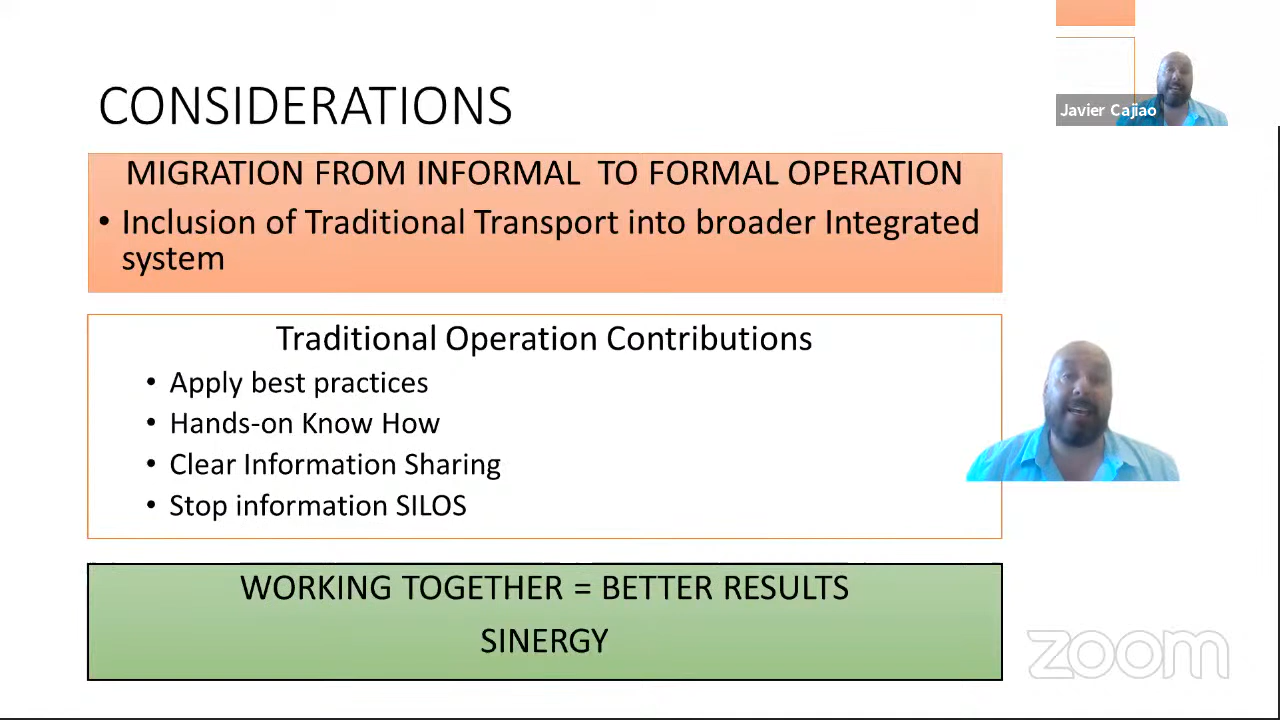 CONSIDERATIONS
Javier Cajiao
MIGRATION FROM INFORMAL TO FORMAL OPERATION
• Inclusion of Traditional Transport into broader Integrated
system
Traditional Operation Contributions
• Apply best practices
• Hands-on Know How
• Clear Information Sharing
• Stop information SILOS
WORKING TOGETHER = BETTER RESULTS
SINERGY
zoom